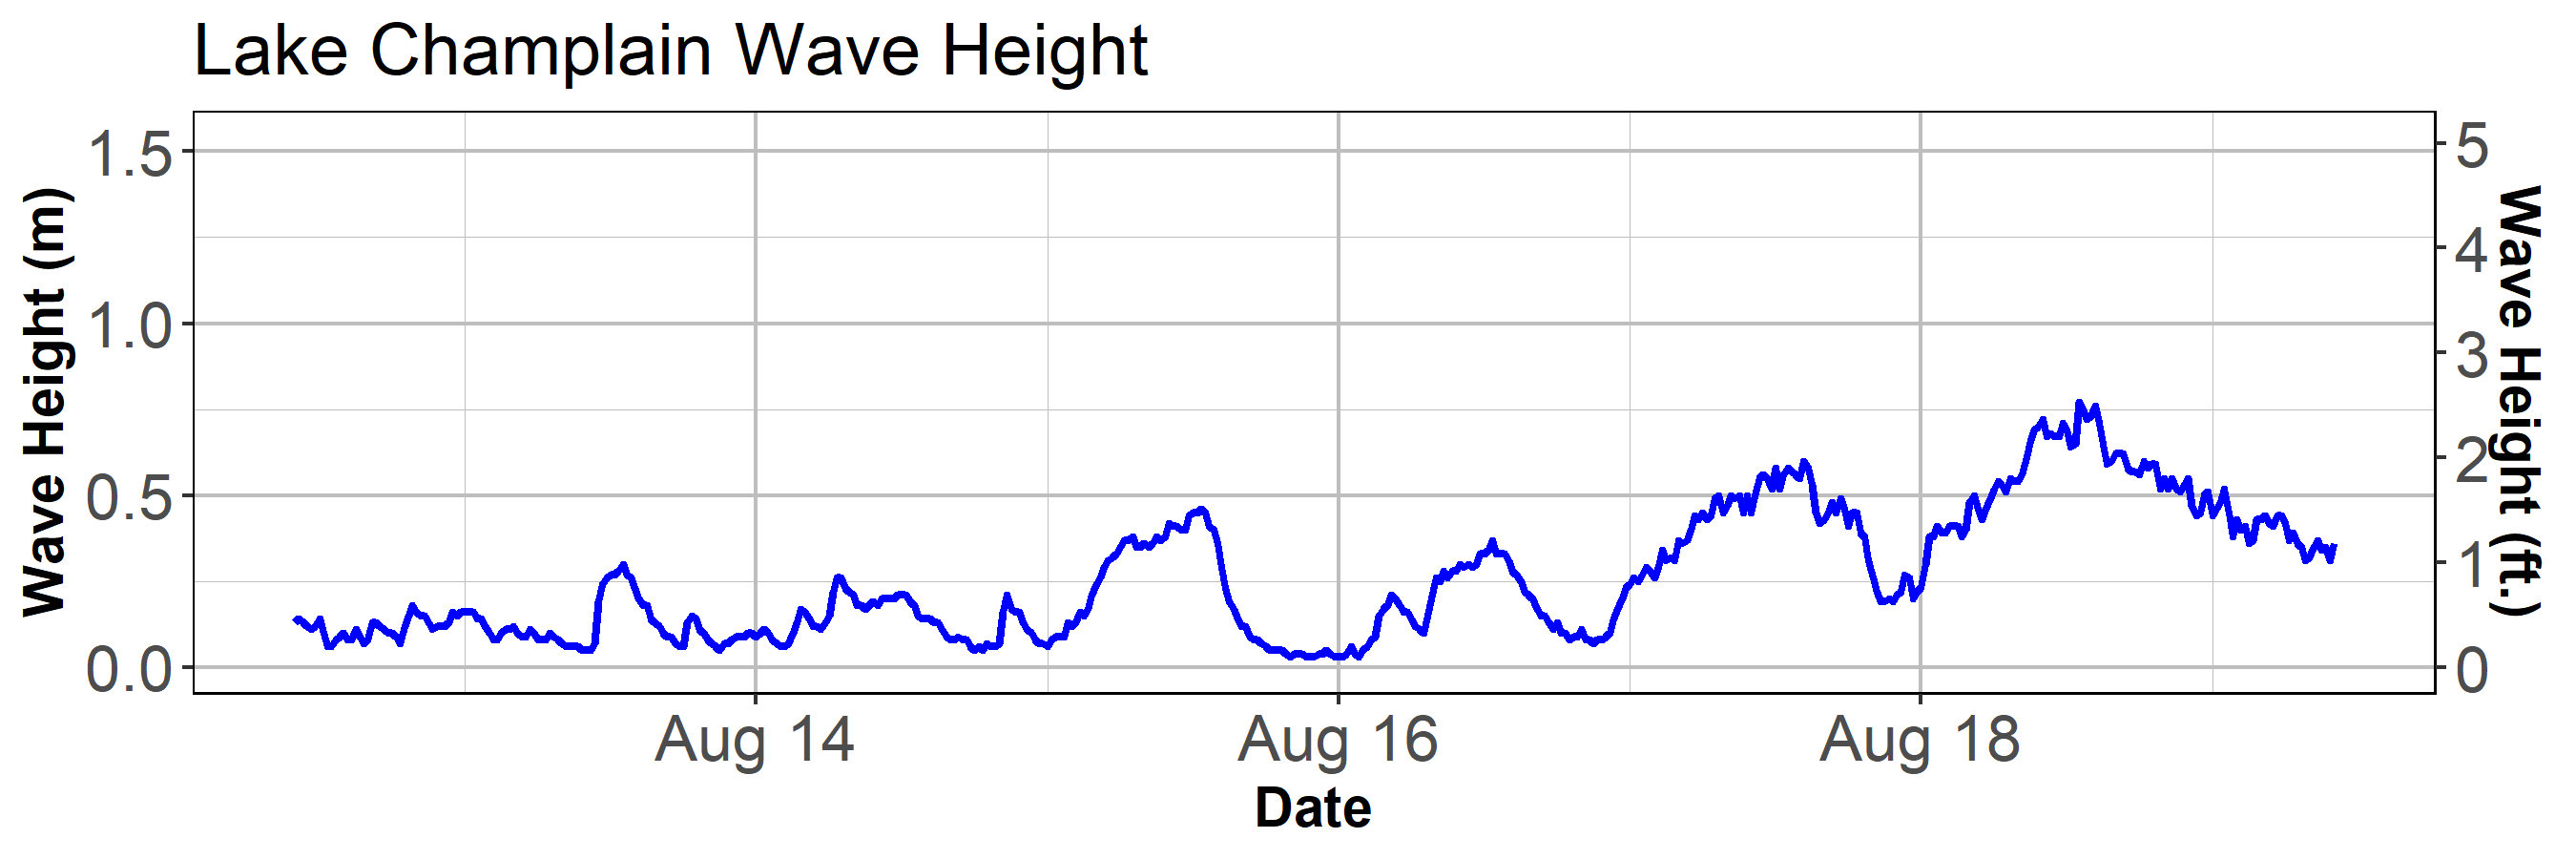 Lake Champlain Wave Height
Wave Height (m)
1.5
1.0
0.5
0.0
5
4
3
2
1
0
Wave Height (ft.)
Aug 14
Aug 16
Aug 18
Date